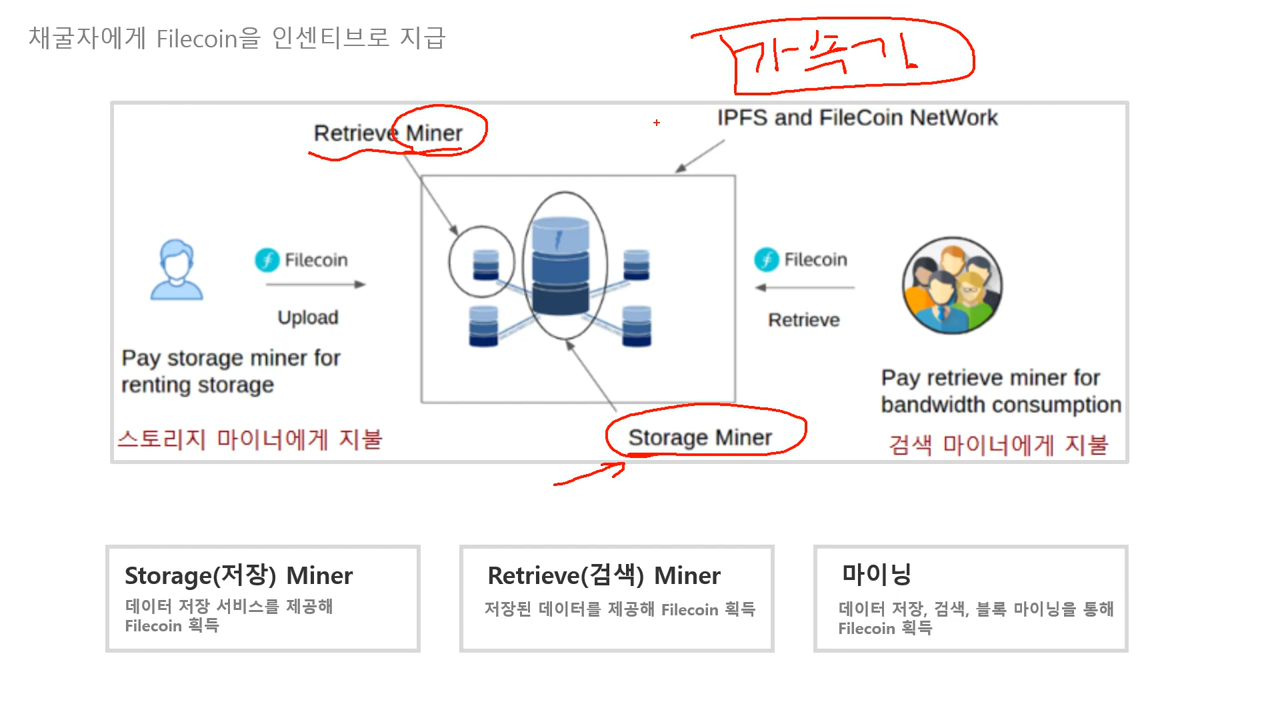 채굴자에게 Filecoin을 인센티브로 지급
가속기
IPFS and FileCoin NetWork
Retrieve Miner
Filecoin
Upload
Pay storage miner for
renting storage
스토리지 마이너에게 지불
Filecoin
Retrieve
Pay retrieve miner for
bandwidth consumption
검색 마이너에게 지불
Storage Miner
Storage(저장) Miner
데이터 저장 서비스를 제공해
Filecoin 획득
Retrieve(검색) Miner
저장된 데이터를 제공해 Filecoin 획득
마이닝
데이터 저장, 검색, 블록 마이닝을 통해
Filecoin 획득